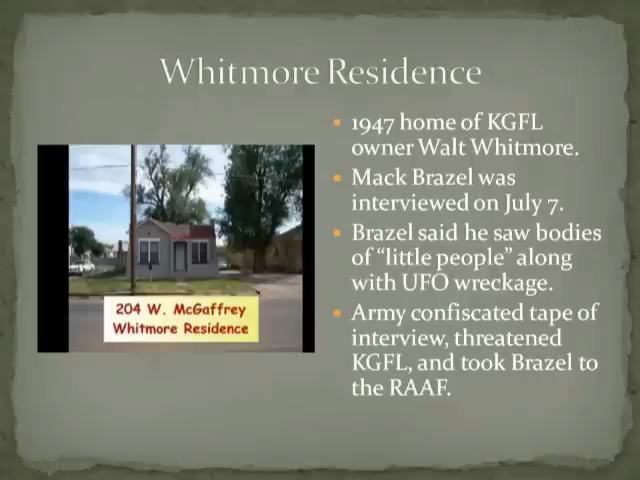 Whitmore Residence
1947 home of KGFL
owner Walt Whitmore.
Mack Brazel was
interviewed on July 7.
Brazel said he saw bodies
of “little people” along
with UFO wreckage.
Army confiscated tape of
interview, threatened
KGFL, and took Brazel to
the RAAF.
204 W. McGaffrey
Whitmore Residence